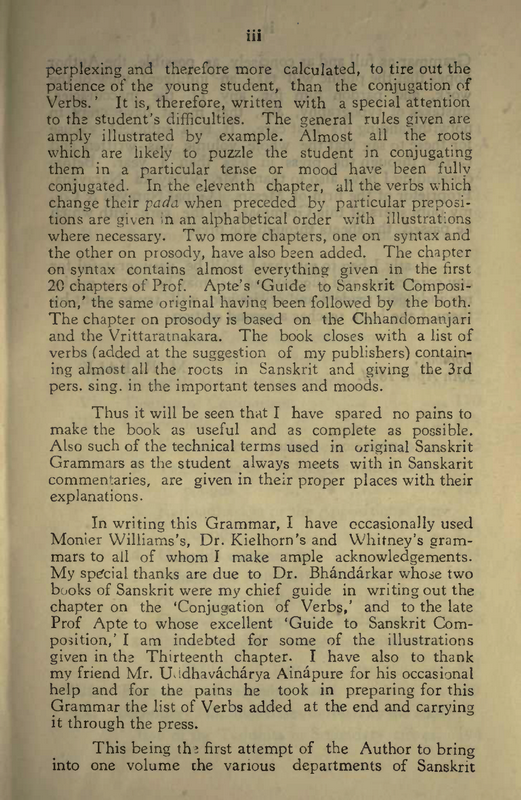 iii
perplexing and therefore more calculated, to tire out the
patience of the young student, than the conjugation of
Verbs.' It is, therefore, written with a special attention
to the student's difficulties. The general rules given are
amply illustrated by example. Almost all the roots
which are likely to puzzle the student in conjugating
them in a particular tense or mood have been fully
conjugated. In the eleventh chapter, all the verbs which
change their pada when preceded by particular preposi-
tions are given in an alphabetical order with illustrations
where necessary. Two more chapters, one on syntax and
the other on prosody, have also been added. The chapter
on syntax contains almost everything given in the first
20 chapters of Prof. Apte's 'Guide to Sanskrit Composi-
tion,' the same original having been followed by the both.
The chapter on prosody is based on the Chhandomanjari
and the Vrittaratnakara. The book closes with a list of
verbs (added at the suggestion of my publishers) contain-
ing almost all the roots in Sanskrit and giving the 3rd
pers. sing. in the important tenses and moods.
Thus it will be seen that I have spared no pains to
make the book as useful and as complete as possible.
Also such of the technical terms used in original Sanskrit
Grammars as the student always meets with in Sanskarit
commentaries, are given in their proper places with their
explanations.
In writing this Grammar, I have occasionally used
Monier Williams's, Dr. Kielhorn's and Whitney's gram-
mars to all of whom I make ample acknowledgements.
My special thanks are due to Dr. Bhándárkar whose two
books of Sanskrit were my chief guide in writing out the
chapter on the 'Conjugation of Verbs,' and to the late
Prof Apte to whose excellent 'Guide to Sanskrit Com-
position,' I am indebted for some of the illustrations
given in the Thirteenth chapter. I have also to thank
my friend Mr. Uddhaváchárya Ainápure for his occasional
help and for the pains he took in preparing for this
Grammar the list of Verbs added at the end and carrying
it through the press.
This being the first attempt of the Author to bring
into one volume the various departments of Sanskrit